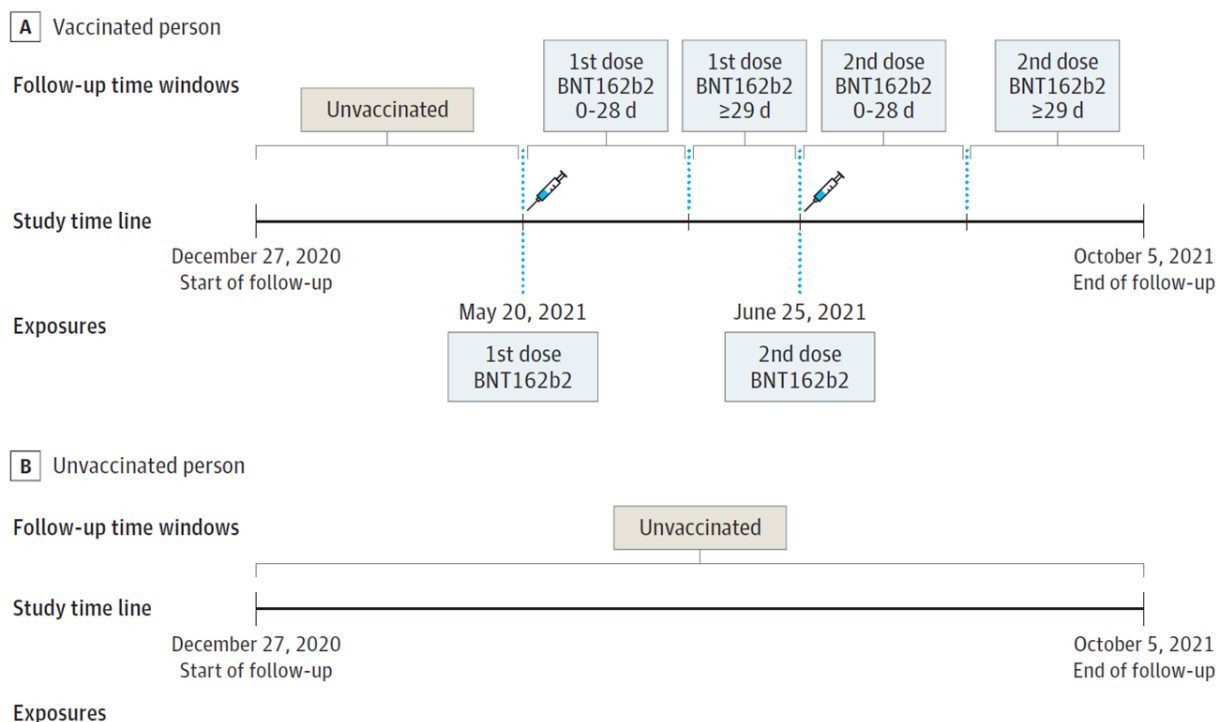 A Vaccinated person
Follow-up time windows
Unvaccinated
1st dose
BNT162b2
0-28 d
1st dose
BNT162b2
≥29 d
2nd dose
BNT162b2
0-28 d
2nd dose
BNT162b2
≥29 d
Study time line
December 27, 2020
Start of follow-up
October 5, 2021
End of follow-up
Exposures
May 20, 2021
1st dose
BNT162b2
June 25, 2021
2nd dose
BNT162b2
B Unvaccinated person
Follow-up time windows
Unvaccinated
Study time line
December 27, 2020
Start of follow-up
October 5, 2021
End of follow-up
Exposures